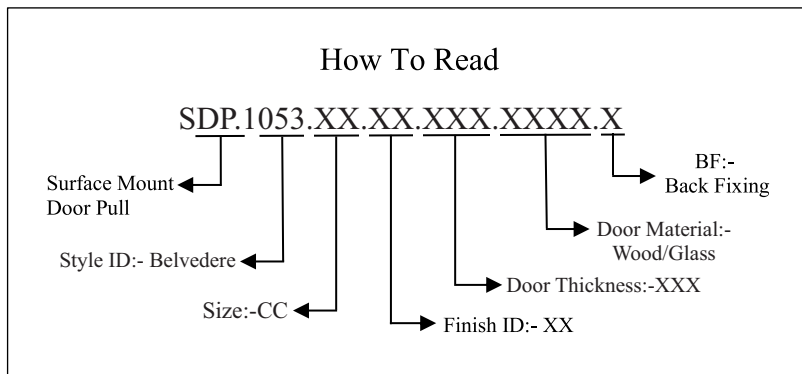 How To Read
SDP.1053.XX.XX.XXX.XXXX.X
BF:-
Back Fixing
Surface Mount
Door Pull
Door Material:-
Wood/Glass
Style ID:- Belvedere
Door Thickness:-XXX
Size:-CC
Finish ID:- XX